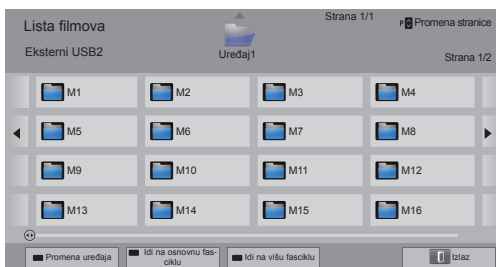 Lista filmova
Strana 1/1
P Promena stranice
Eksterni USB2
Uređaj1
Strana 1/2
M1 M2 M3 M4
M5 M6 M7 M8
M9 M10 M11 M12
M13 M14 M15 M16
Promena uređaja
Idi na osnovnu fas-
ciklu
Idi na višu fasciklu
Izlaz